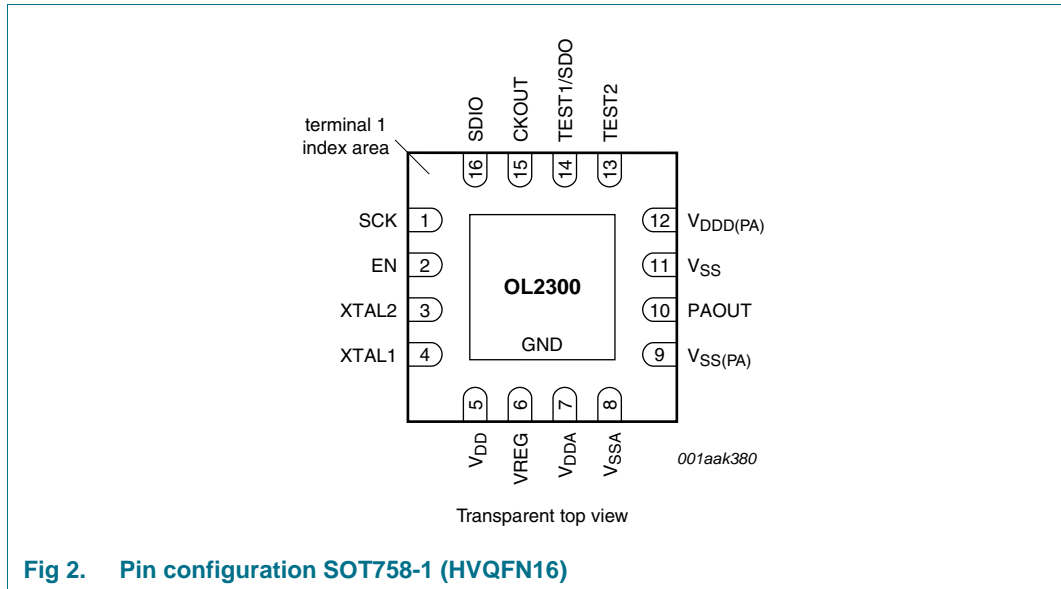 SDIO
CKOUT
TEST1/SDO
TEST2
terminal 1
index area
16
15
14
13
SCK 1
12 VDDD(PA)
EN 2
11 VSS
OL2300
XTAL2 3
10 PAOUT
XTAL1 4
GND
9 VSS(PA)
5
6
7
8
VDD
VREG
VDDA
VSSA
001aak380
Transparent top view
Fig 2. Pin configuration SOT758-1 (HVQFN16)